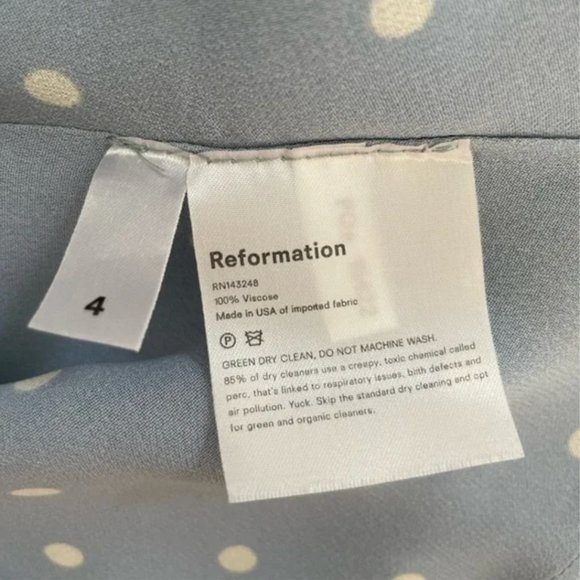 Reformation
RN143248
100% Viscose
Made in USA of imported fabric
P
GREEN DRY CLEAN, DO NOT MACHINE WASH.
85% of dry cleaners use a creepy, toxic chemical called
perc, that's linked to respiratory issues, birth defects and
air pollution. Yuck. Skip the standard dry cleaning and opt
for green and organic cleaners.
4